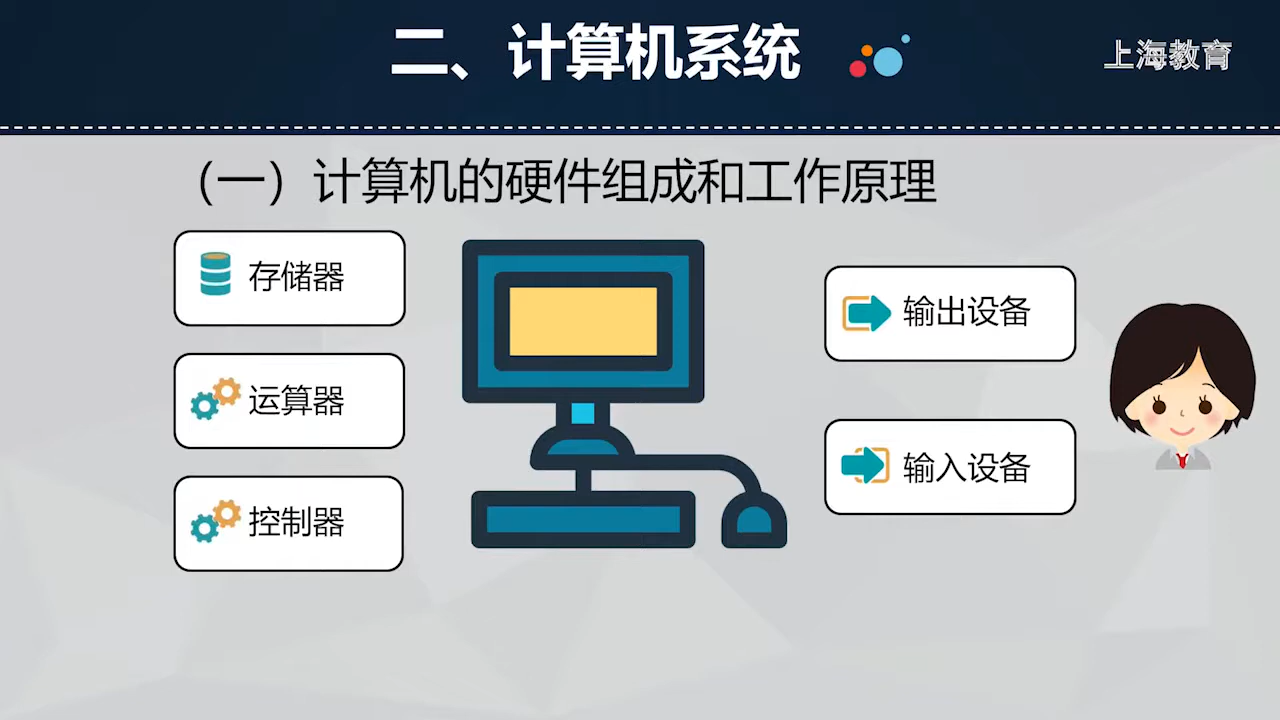 二、计算机系统
上海教育
（一）计算机的硬件组成和工作原理
存储器
运算器
控制器
输出设备
输入设备